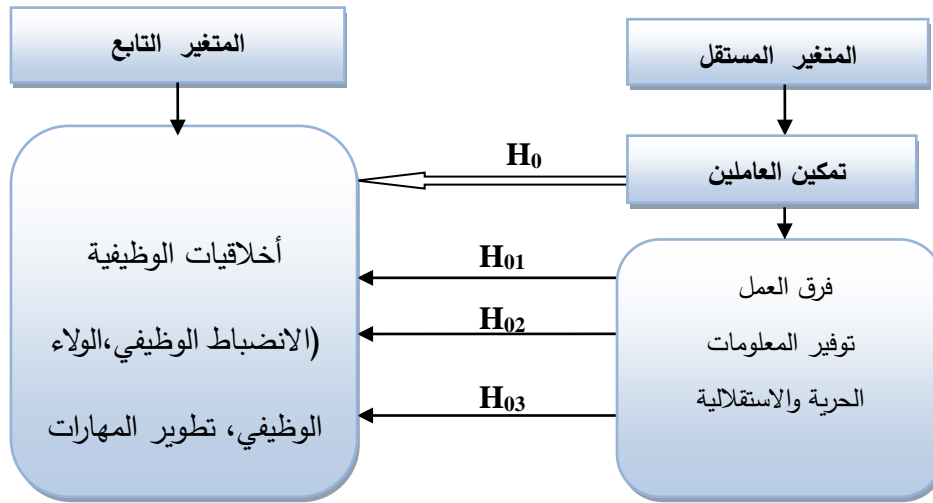 المتغير المستقل
المتغير التابع
تمكين العاملين
H0
فرق العمل
توفير المعلومات
الحرية والاستقلالية
H01
H02
H03
أخلاقيات الوظيفية
(الانضباط الوظيفي،الولاء
الوظيفي، تطوير المهارات